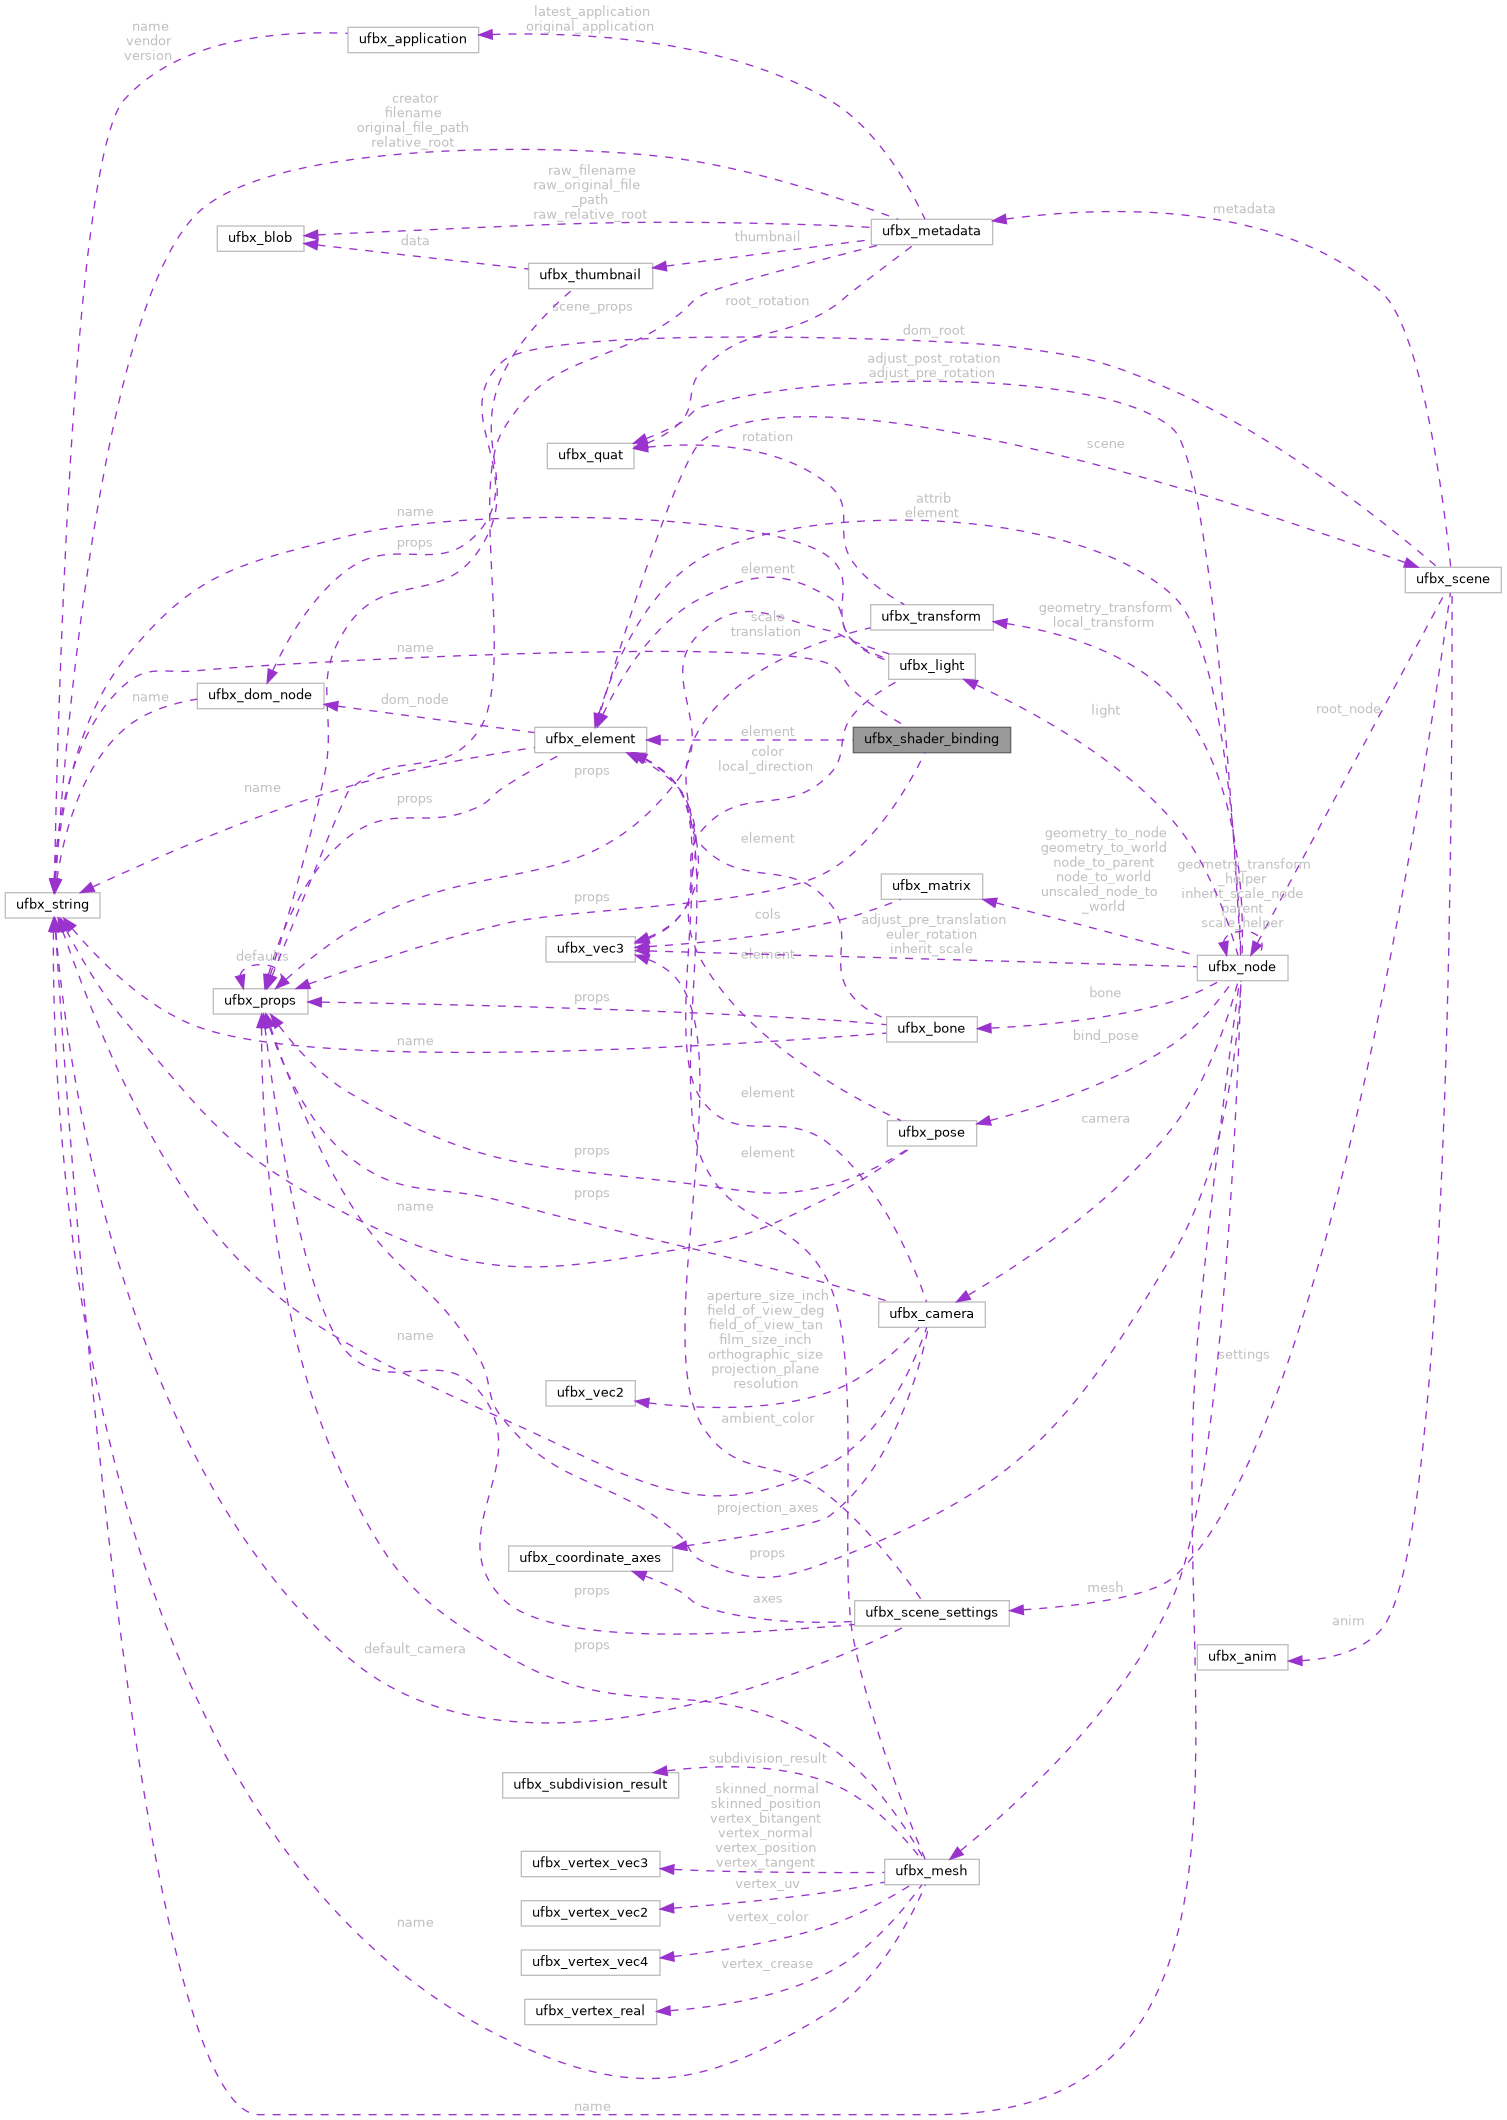 latest_application
original_application
name
vendor
version
ufbx_application
creator
filename
original_file_path
relative_root
raw_filename
raw_original_file
_path
raw_relative_root
metadata
ufbx_blob
data
ufbx_metadata
thumbnail
ufbx_thumbnail
scene_props
root_rotation
dom_root
adjust_post_rotation
adjust_pre_rotation
rotation
scene
ufbx_quat
name
attrib
element
props
element
ufbx_scene
scale
translation
ufbx_transform
geometry_transform
local_transform
name
ufbx_light
ufbx_dom_node
name
dom_node
light
root_node
ufbx_element
element
ufbx_shader_binding
color
local_direction
props
name
props
element
geometry_to_node
geometry_to_world
node_to_parent
node_to_world
unscaled_node_to
_world
geometry_transform
_helper
inherit_scale_node
parent
scale_helper
ufbx_string
props
ufbx_matrix
cols
adjust_pre_translation
euler_rotation
inherit_scale
ufbx_vec3
element
defaults
ufbx_node
ufbx_props
props
bone
ufbx_bone
name
bind_pose
element
camera
ufbx_pose
props
element
props
name
aperture_size_inch
field_of_view_deg
field_of_view_tan
film_size_inch
orthographic_size
projection_plane
resolution
ufbx_camera
name
settings
ufbx_vec2
ambient_color
projection_axes
ufbx_coordinate_axes
props
props
axes
mesh
ufbx_scene_settings
anim
default_camera
props
ufbx_anim
subdivision_result
ufbx_subdivision_result
skinned_normal
skinned_position
vertex_bitangent
vertex_normal
vertex_position
vertex_tangent
ufbx_vertex_vec3
ufbx_mesh
vertex_uv
ufbx_vertex_vec2
name
vertex_color
ufbx_vertex_vec4
vertex_crease
ufbx_vertex_real
name